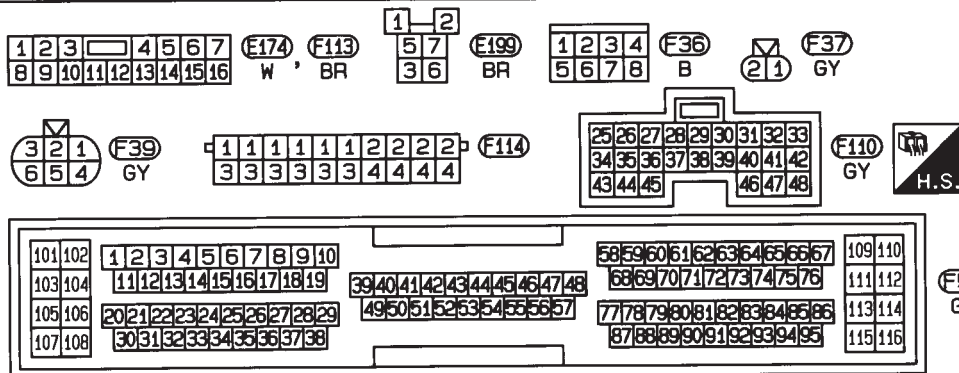 1 2 3 4 5 6 7 E174 , F113
8 9 10 11 12 13 14 15 16 W BR
1 2
5 7 E199
3 6 BR
1 2 3 4 F36
5 6 7 8 B
F37
2 1 GY
3 2 1 F39
6 5 4 GY
1 1 1 1 1 1 2 2 2 2 F114
3 3 3 3 3 3 4 4 4 4
25 26 27 28 29 30 31 32 33
34 35 36 37 38 39 40 41 42 F110
43 44 45 46 47 48 GY
H.S.
101 102
103 104
105 106
107 108
1 2 3 4 5 6 7 8 9 10
11 12 13 14 15 16 17 18 19
20 21 22 23 24 25 26 27 28 29
30 31 32 33 34 35 36 37 38
39 40 41 42 43 44 45 46 47 48
49 50 51 52 53 54 55 56 57
58 59 60 61 62 63 64 65 66 67
68 69 70 71 72 73 74 75 76
77 78 79 80 81 82 83 84 85 86
87 88 89 90 91 92 93 94 95
109 110
111 112
113 114
115 116